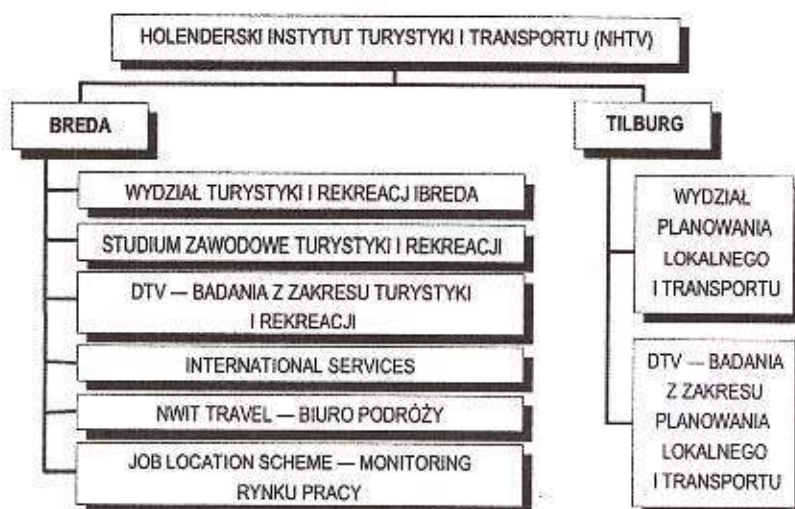 HOLENDERSKI INSTYTUT TURYSTYKI I TRANSPORTU (NHTV)
BREDA
WYDZIAŁ TURYSTYKI I REKREACJ IBREDA
STUDIUM ZAWODOWE TURYSTYKI I REKREACJI
DTV — BADANIA Z ZAKRESU TURYSTYKI
I REKREACJI
INTERNATIONAL SERVICES
NWIT TRAVEL — BIURO PODRÓŻY
JOB LOCATION SCHEME — MONITORING
RYNKU PRACY
TILBURG
WYDZIAŁ
PLANOWANIA
LOKALNEGO
I TRANSPORTU
DTV — BADANIA
Z ZAKRESU
PLANOWANIA
LOKALNEGO
I TRANSPORTU